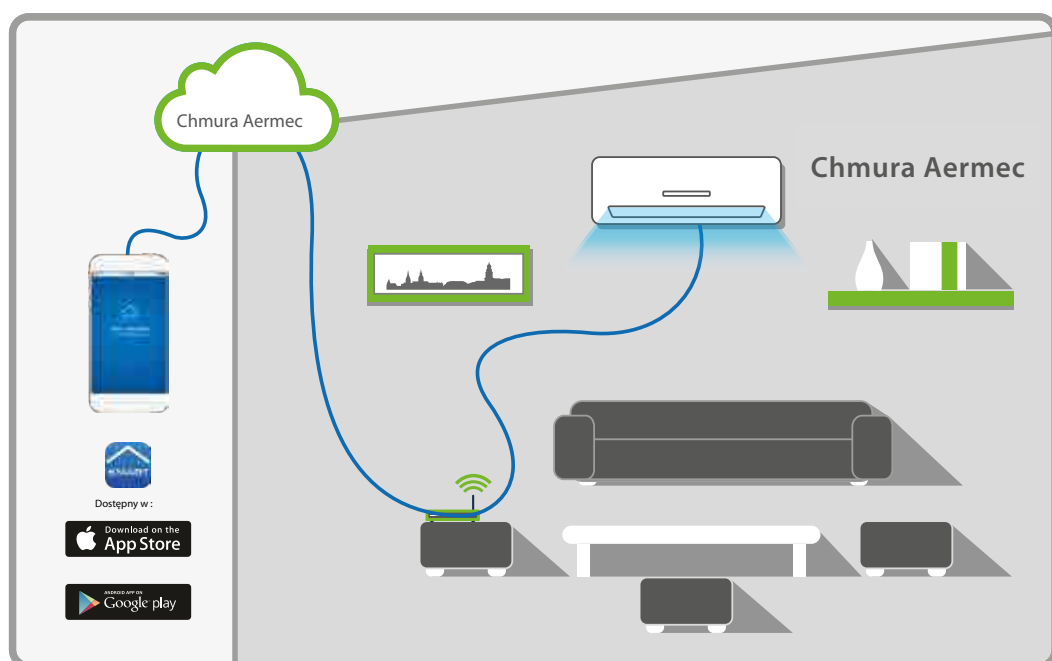 Chmura Aermec
Chmura Aermec
Dostępny w :
Download on the
App Store
ANDROID APP ON
Google play